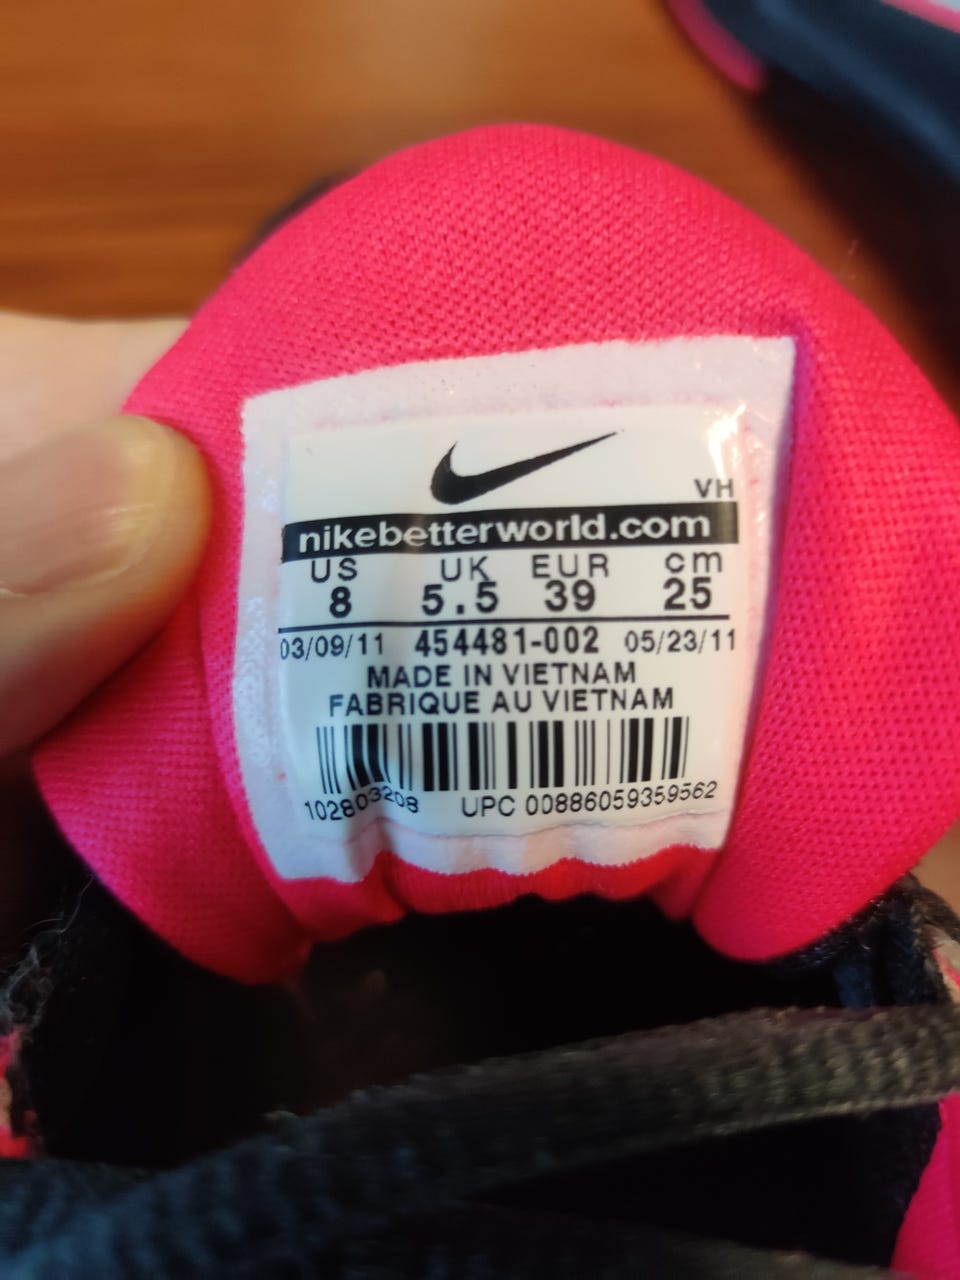 VH
nikebetterworld.com
US UK EUR cm
8 5.5 39 25
03/09/11 454481-002 05/23/11
MADE IN VIETNAM
FABRIQUE AU VIETNAM
102803208 UPC 00886059359562